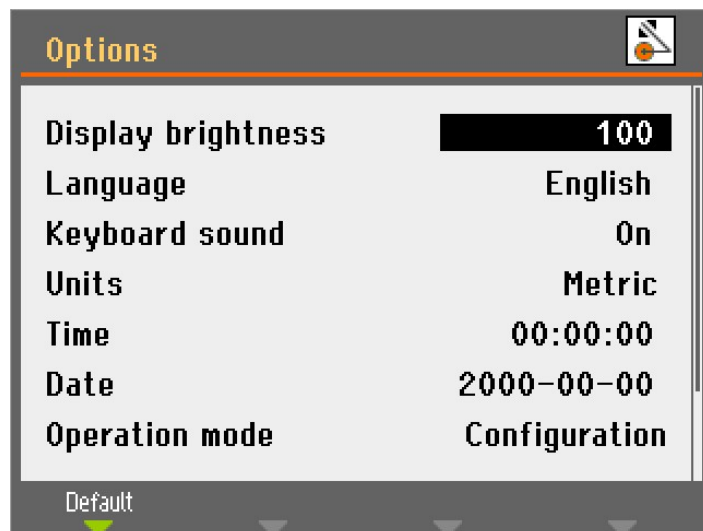 Options
Display brightness 100
Language English
Keyboard sound On
Units Metric
Time 00:00:00
Date 2000-00-00
Operation mode Configuration
Default